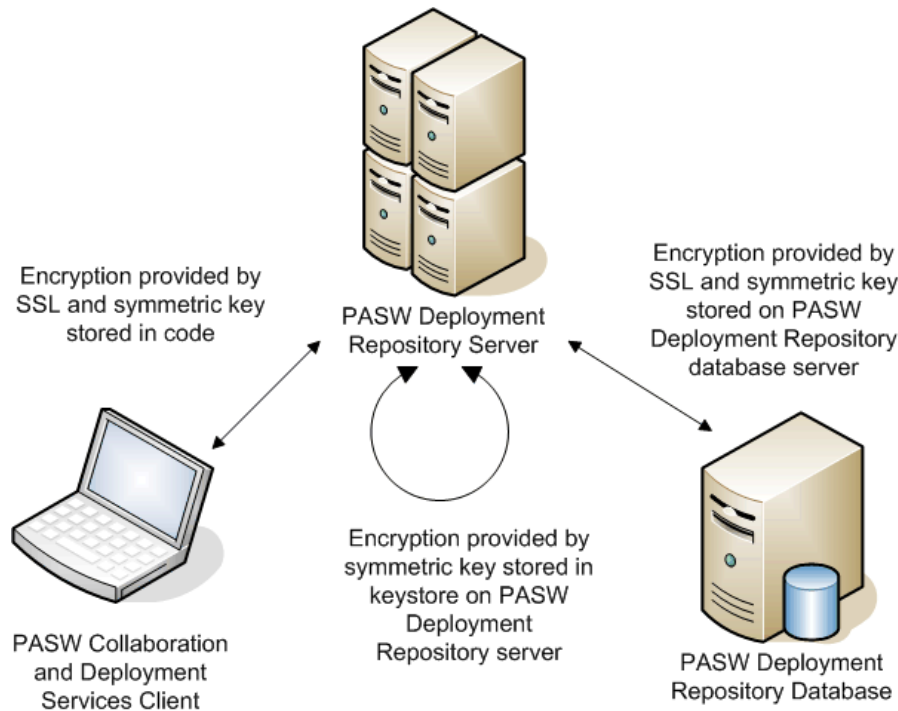 Encryption provided by
SSL and symmetric key
stored in code
PASW Deployment
Repository Server
Encryption provided by
SSL and symmetric key
stored on PASW
Deployment Repository
database server
Encryption provided by
symmetric key stored in
keystore on PASW
Deployment
Repository server
PASW Collaboration
and Deployment
Services Client
PASW Deployment
Repository Database